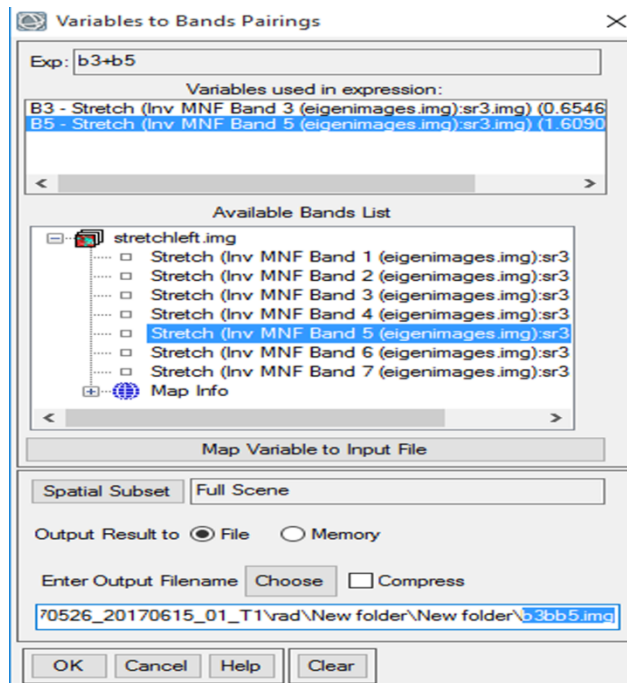 Variables to Bands Pairings
Exp: b3+b5
Variables used in expression:
B3 - Stretch (Inv MNF Band 3 (eigenimages.img):sr3.img) (0.6546
B5 - Stretch (Inv MNF Band 5 (eigenimages.img):sr3.img) (1.6090
Available Bands List
stretchleft.img
Stretch (Inv MNF Band 1 (eigenimages.img):sr3
Stretch (Inv MNF Band 2 (eigenimages.img):sr3
Stretch (Inv MNF Band 3 (eigenimages.img):sr3
Stretch (Inv MNF Band 4 (eigenimages.img):sr3
Stretch (Inv MNF Band 5 (eigenimages.img):sr3
Stretch (Inv MNF Band 6 (eigenimages.img):sr3
Stretch (Inv MNF Band 7 (eigenimages.img):sr3
Map Info
Map Variable to Input File
Spatial Subset Full Scene
Output Result to File Memory
Enter Output Filename Choose Compress
70526_20170615_01_T1\rad\New folder\New folder\b3bb5.img
OK Cancel Help Clear